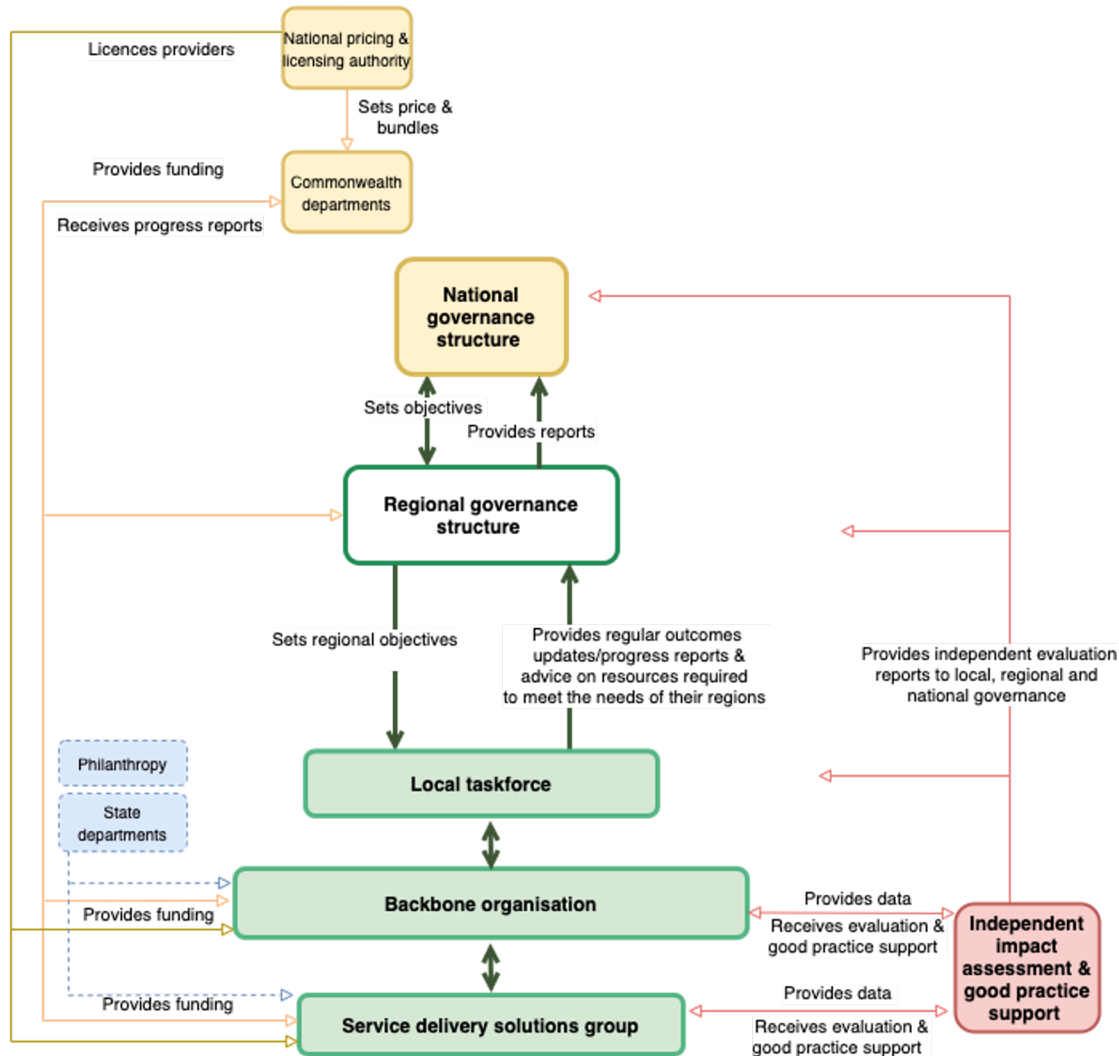 Licences providers
National pricing &
licensing authority
Sets price &
bundles
Provides funding
Commonwealth
departments
Receives progress reports
National
governance
structure
Sets objectives
Provides reports
Regional governance
structure
Sets regional objectives
Provides regular outcomes
updates/progress reports &
advice on resources required
to meet the needs of their regions
Provides independent evaluation
reports to local, regional and
national governance
Philanthropy
State
departments
Local taskforce
Backbone organisation
Provides funding
Provides data
Receives evaluation &
good practice support
Independent
impact
assessment &
good practice
support
Provides funding
Service delivery solutions group
Provides data
Receives evaluation &
good practice support